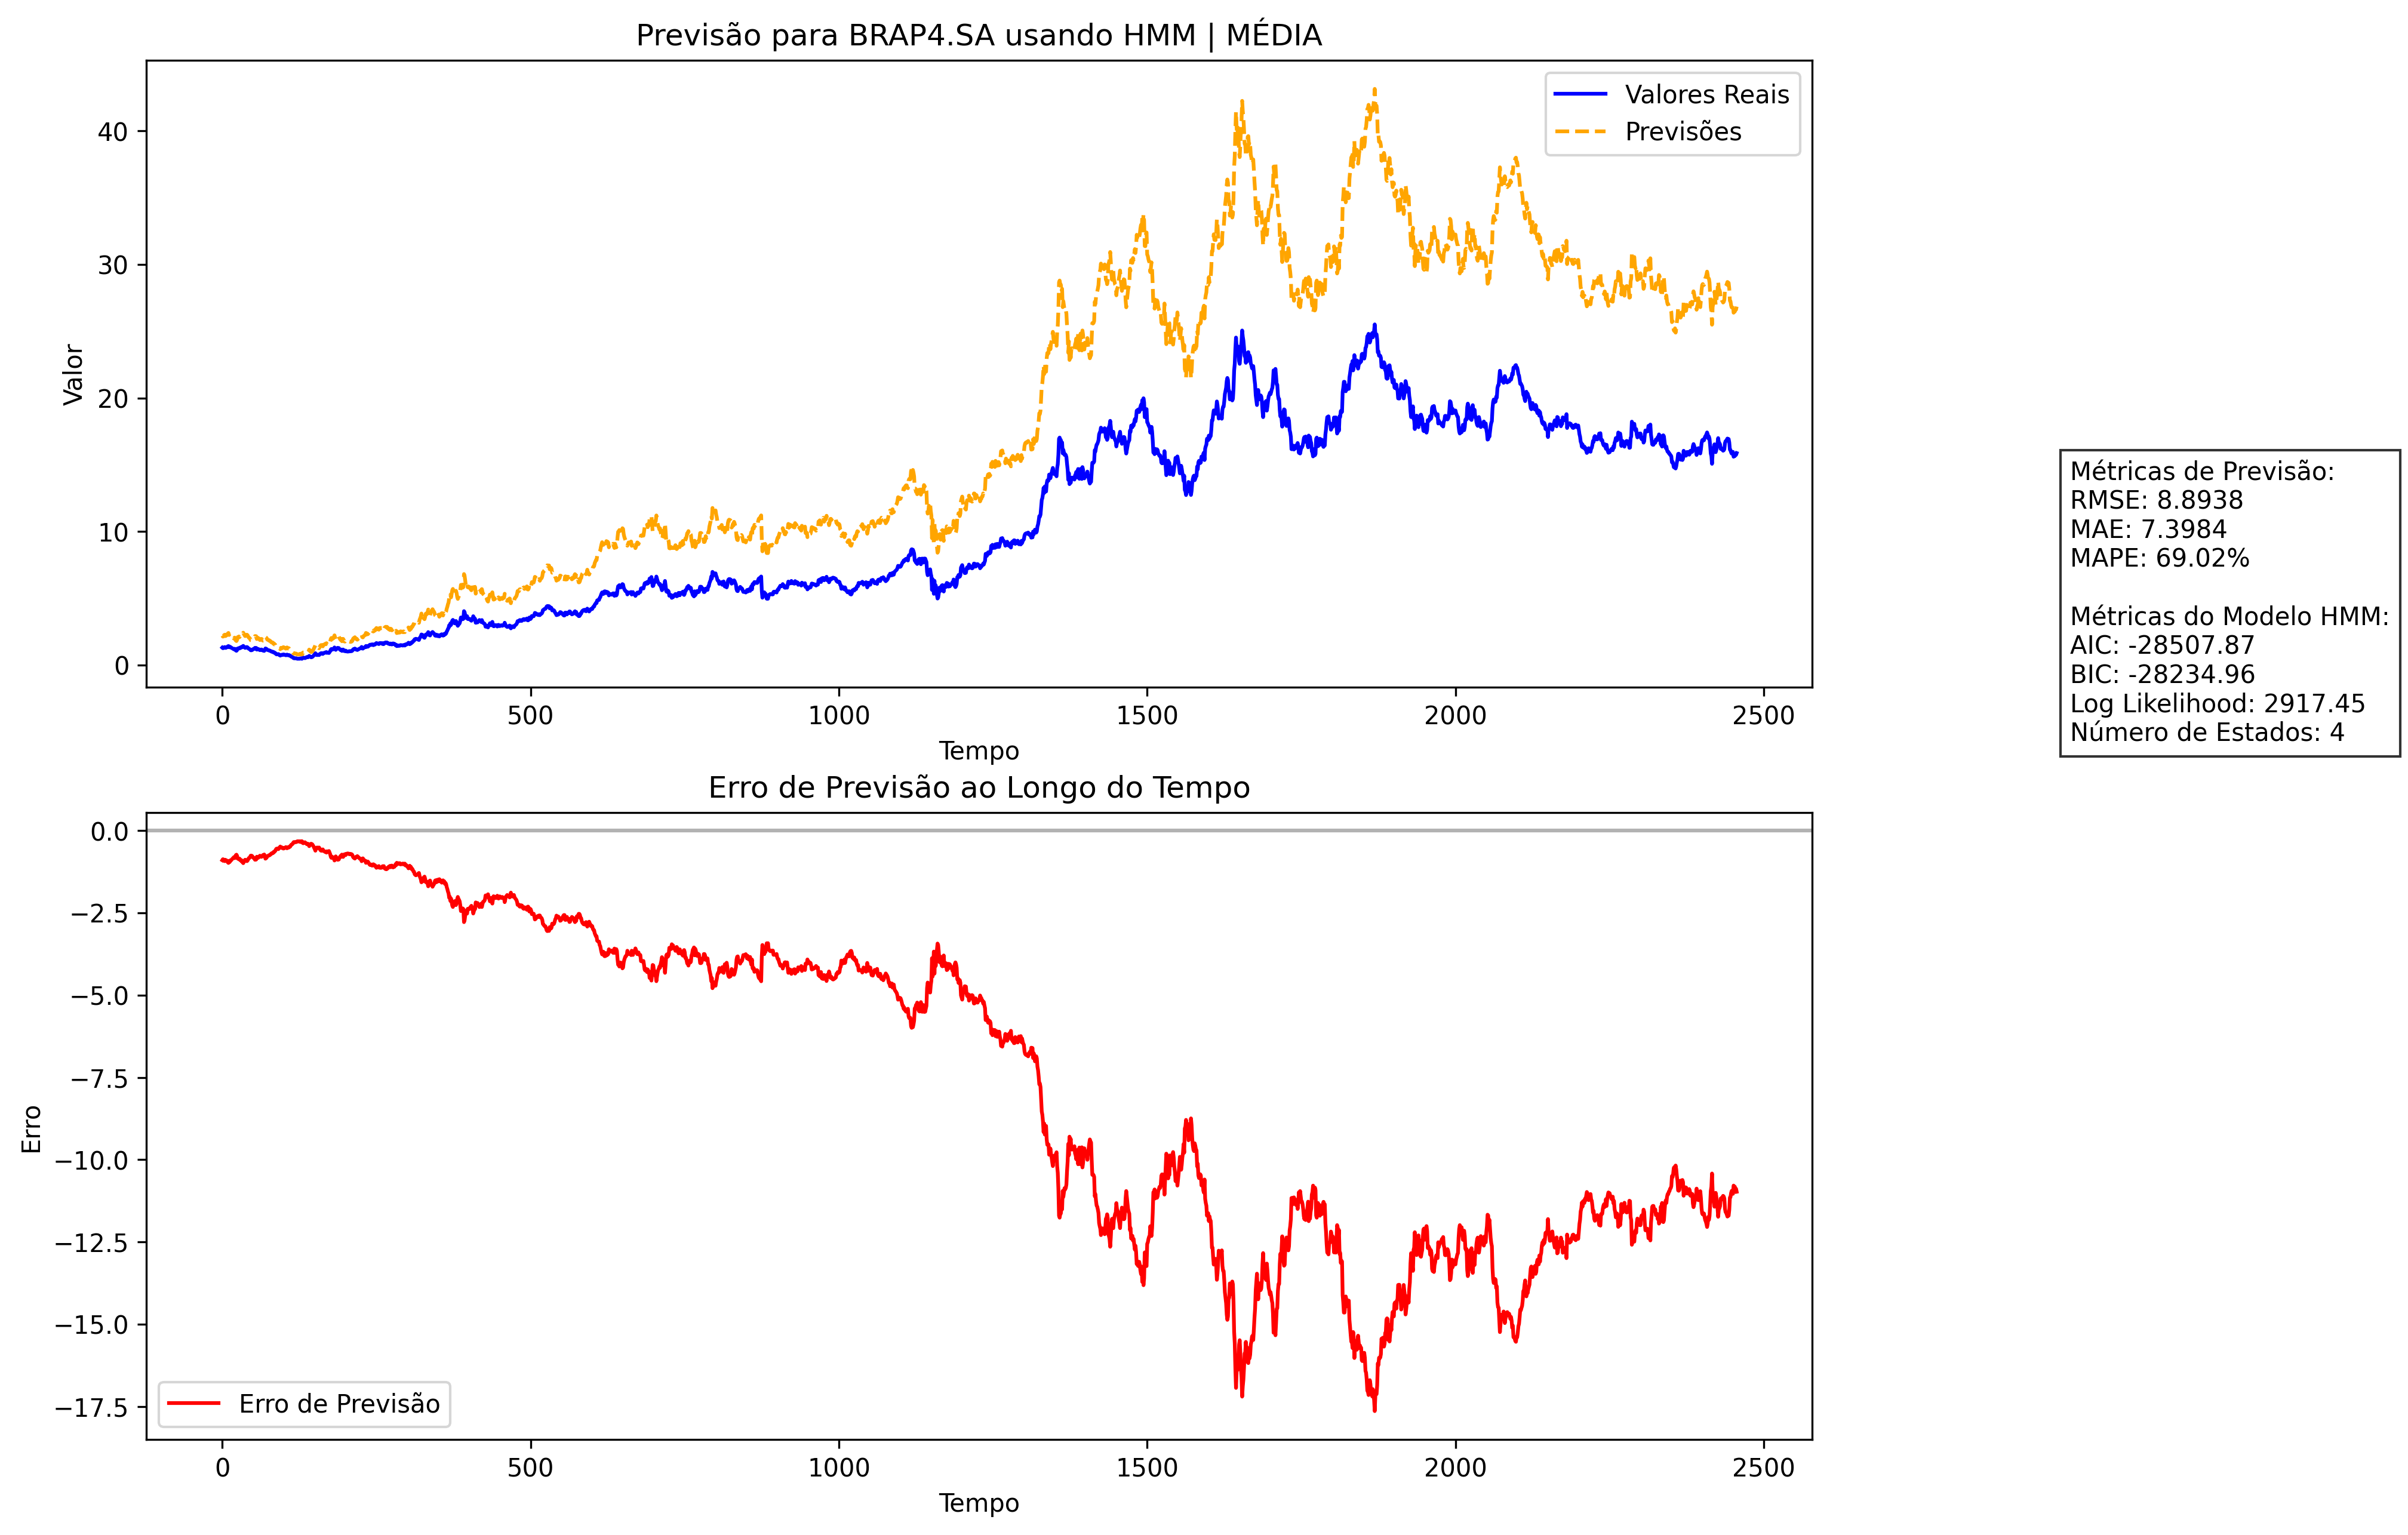 Previsão para BRAP4.SA usando HMM | MÉDIA
Valores Reais
Previsões
40
30
20
10
0
Valor
0
500
1000
1500
2000
2500
Tempo
Métricas de Previsão:
RMSE: 8.8938
MAE: 7.3984
MAPE: 69.02%
Métricas do Modelo HMM:
AIC: -28507.87
BIC: -28234.96
Log Likelihood: 2917.45
Número de Estados: 4
Erro de Previsão ao Longo do Tempo
0.0
−2.5
−5.0
−7.5
−10.0
−12.5
−15.0
−17.5
Erro
Erro de Previsão
0
500
1000
1500
2000
2500
Tempo